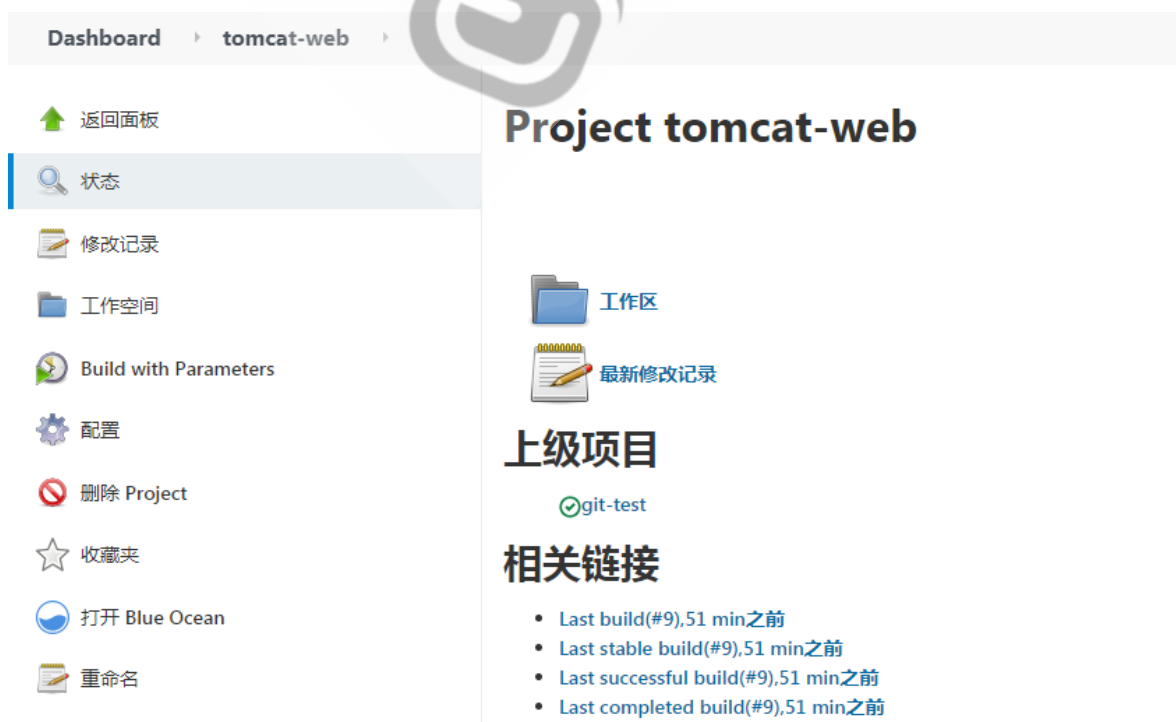 Dashboard
tomcat-web
返回面板
状态
修改记录
工作空间
Build with Parameters
配置
删除 Project
收藏夹
打开 Blue Ocean
重命名
Project tomcat-web
工作区
最新修改记录
上级项目
git-test
相关链接
Last build(#9),51 min之前
Last stable build(#9),51 min之前
Last successful build(#9),51 min之前
Last completed build(#9),51 min之前